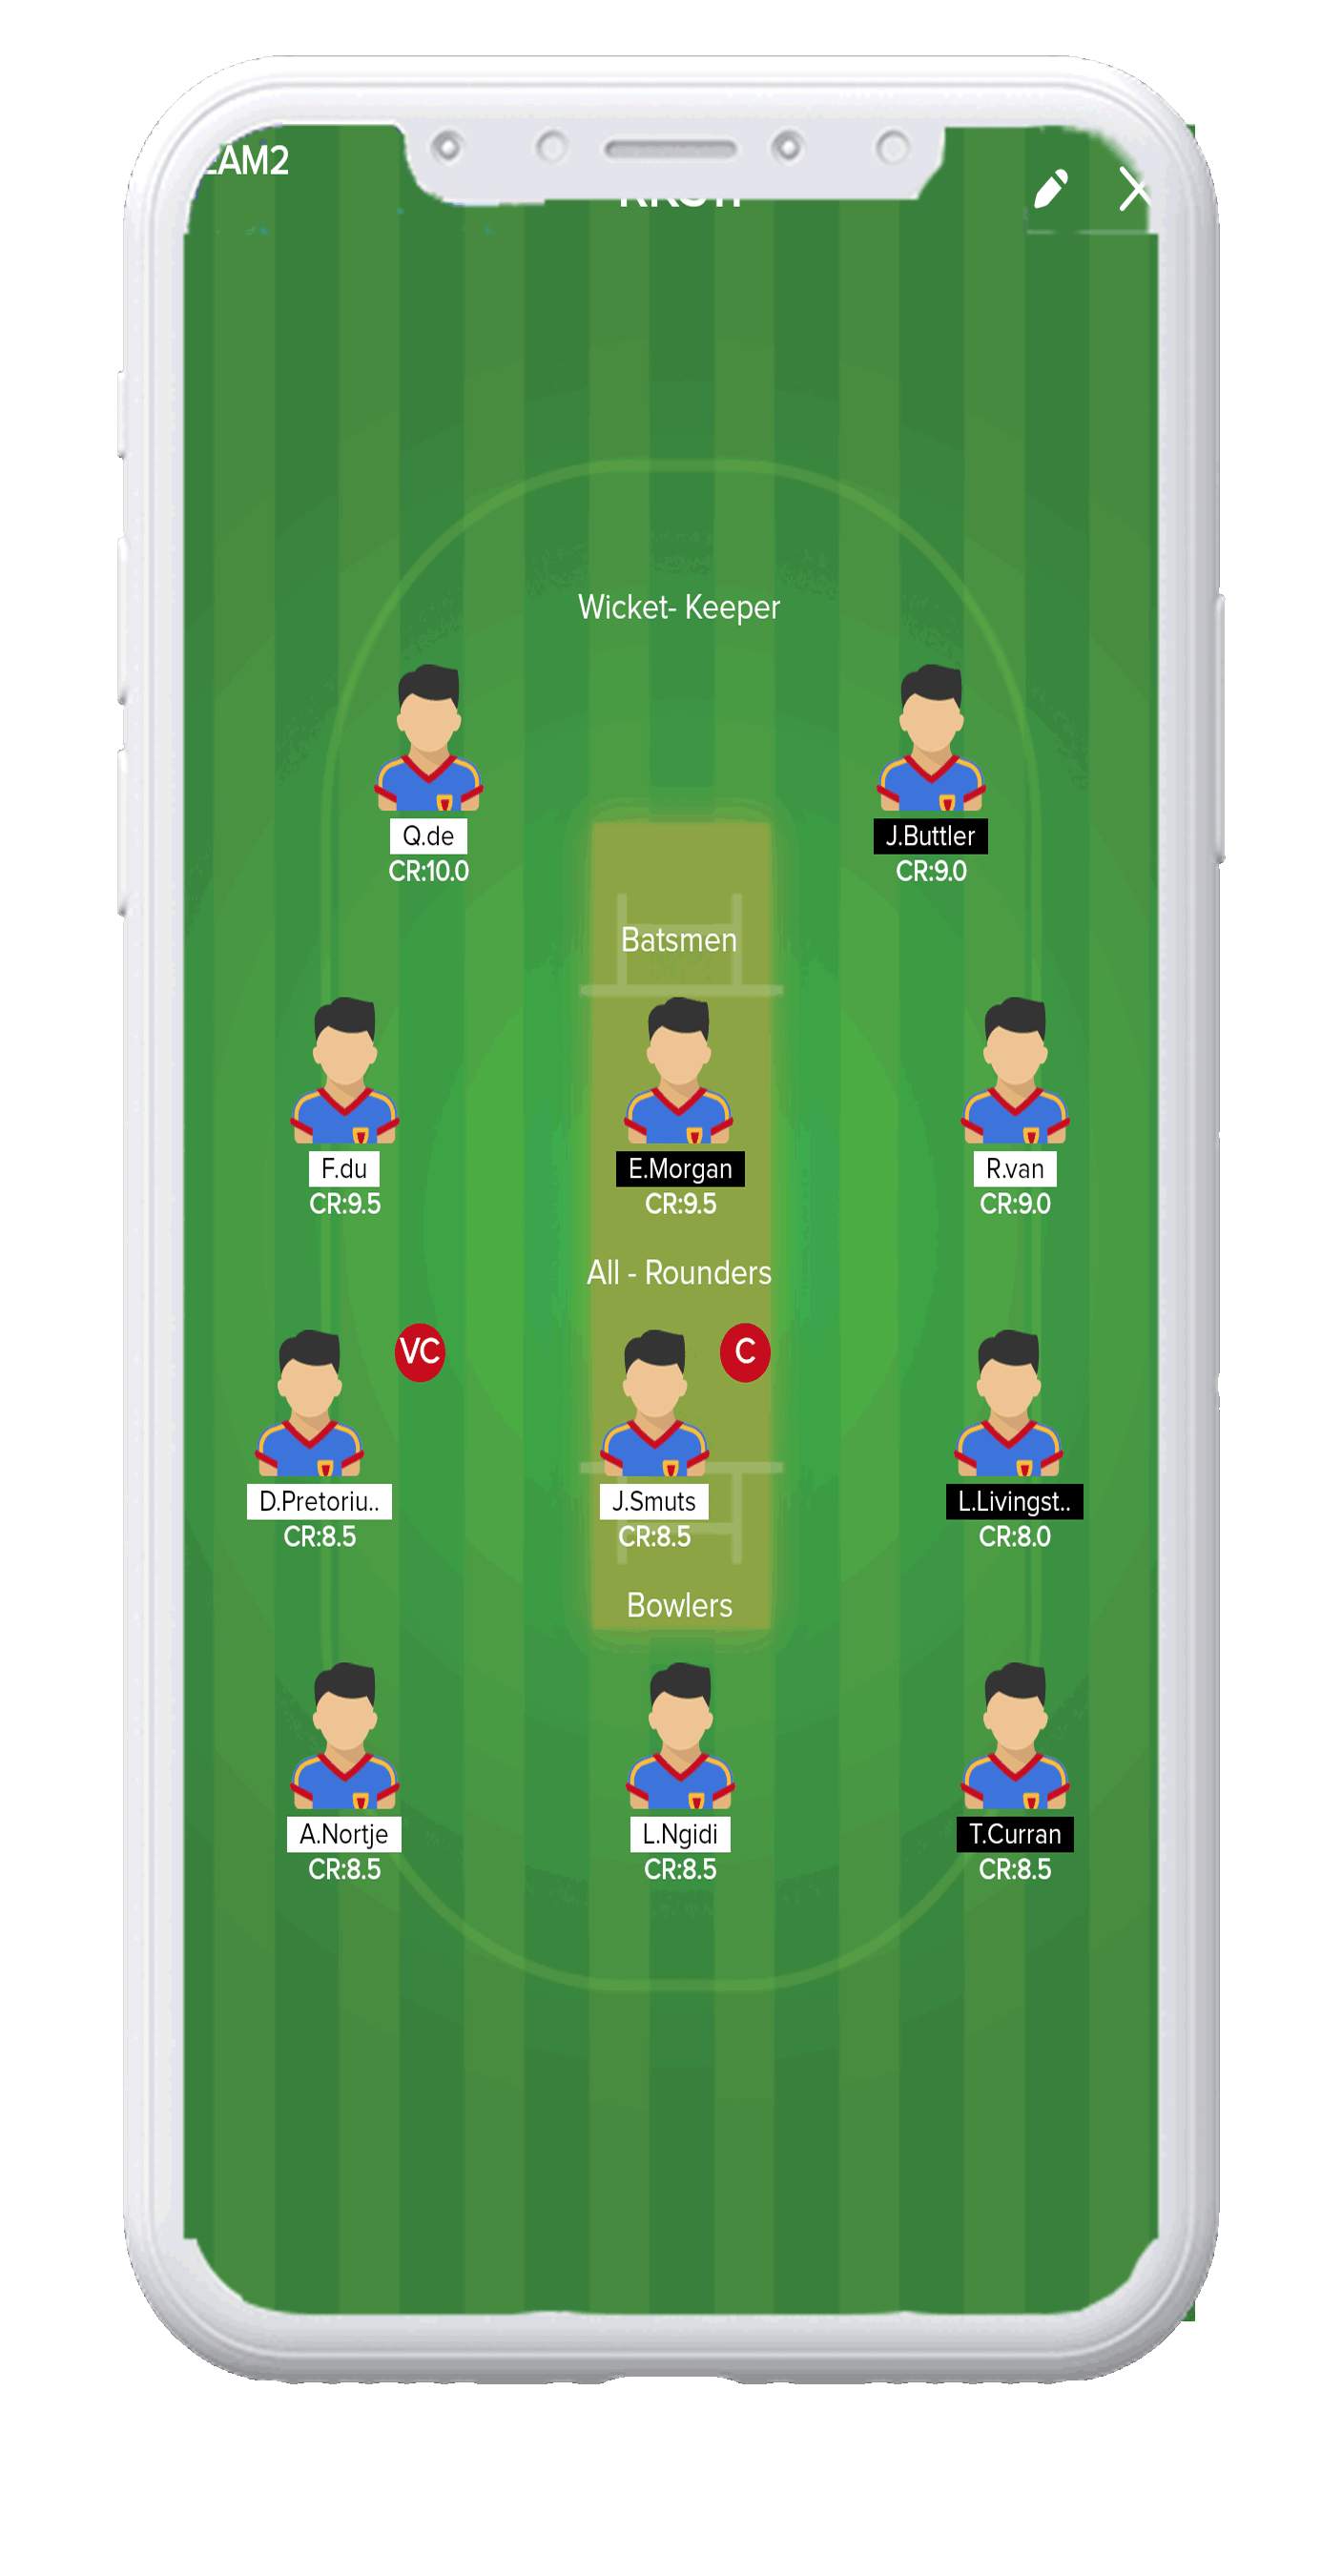 EAM2
Wicket- Keeper
Q.de
J.Buttler
CR:10.0
CR:9.0
Batsmen
F.du
E.Morgan
R.van
CR:9.5
CR:9.5
CR:9.0
All - Rounders
VC
C
D.Pretoriu..
J.Smuts
L.Livingst..
CR:8.5
CR:8.5
CR:8.0
Bowlers
A.Nortje
L.Ngidi
T.Curran
CR:8.5
CR:8.5
CR:8.5